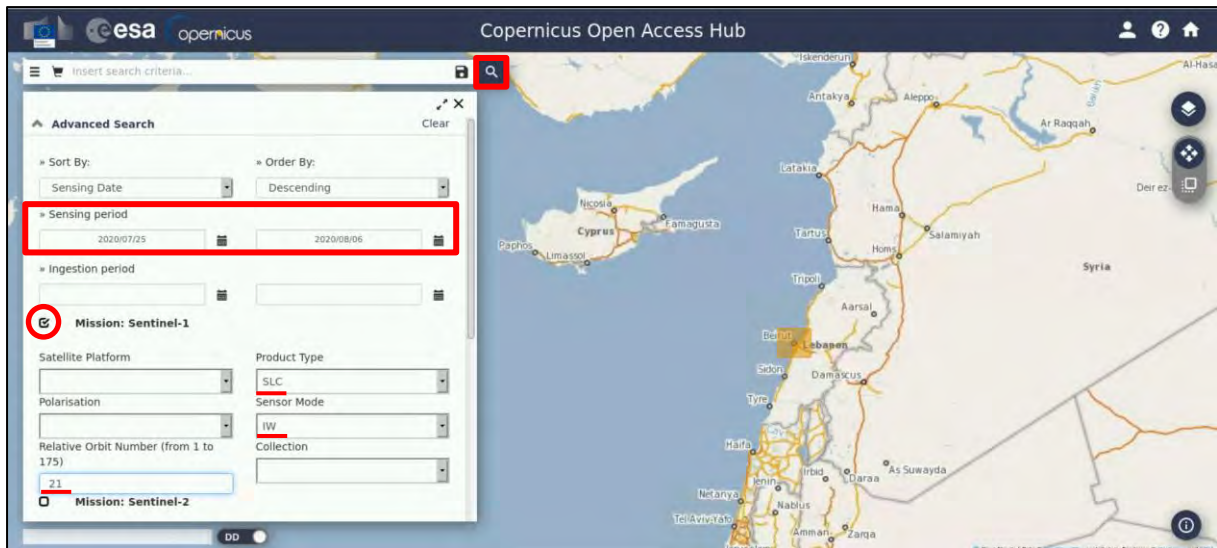 esa opernicus Copernicus Open Access Hub
Insert search criteria...
Advanced Search Clear
» Sort By: » Order By:
Sensing Date Descending
» Sensing period
2020/07/25 2020/08/06
» Ingestion period
Mission: Sentinel-1
Satellite Platform Product Type
SLC
Polarisation Sensor Mode
IW
Relative Orbit Number (from 1 to Collection
175)
21
Mission: Sentinel-2
DD
Iskenderun
Al-Hasa
Antakya
Aleppo
Ar Raqqah
Latakia
Deir ez-
Nicosia
Hama
Cyprus Famagusta
Tartus Salamiyah
Paphos Limassol
Homs
Syria
Tripoli
Aarsal
Beirut
Lebanon
Sidon Damascus
Tyre
Haifa
Irbid Daraa As Suwayda
Jenin
Netanya
Nablus
Tel Aviv-Yafo
Amman Zarqa